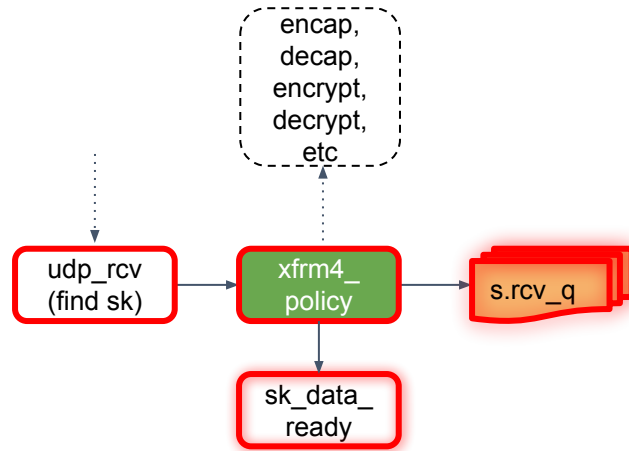 encap,
decap,
encrypt,
decrypt,
etc
udp_rcv
(find sk)
xfrm4_
policy
s.rcv_q
sk_data_
ready